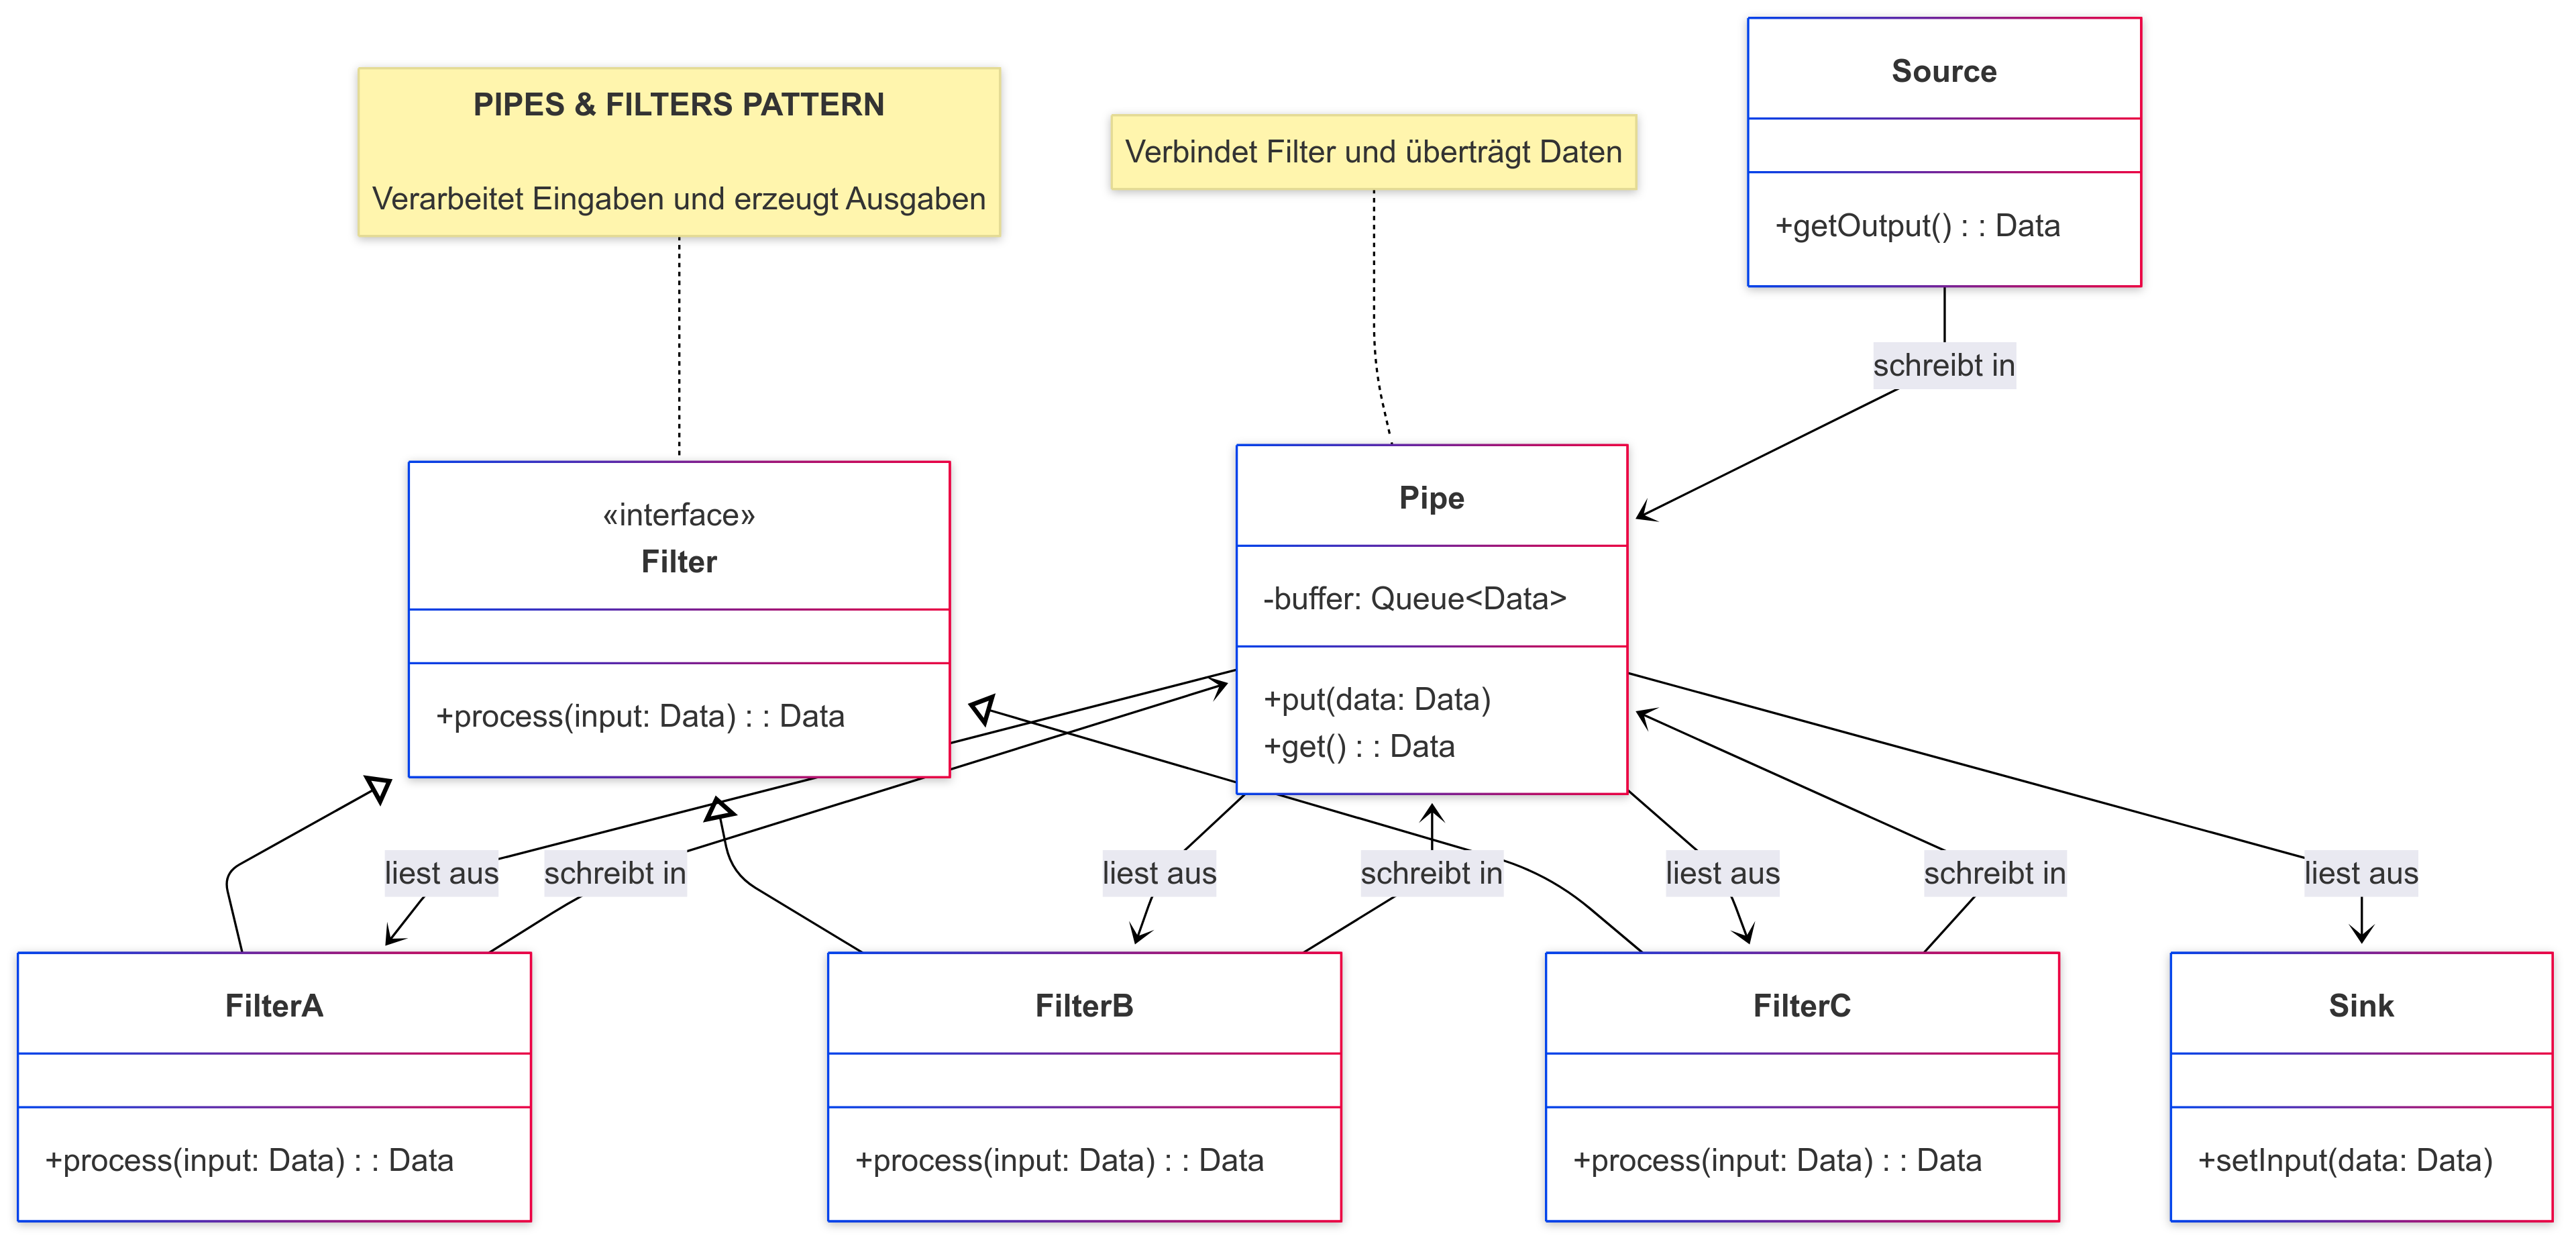 PIPES & FILTERS PATTERN
Verarbeitet Eingaben und erzeugt Ausgaben
Verbindet Filter und überträgt Daten
Source
+getOutput() : : Data
schreibt in
«interface»
Filter
+process(input: Data) : : Data
Pipe
-buffer: Queue<Data>
+put(data: Data)
+get() : : Data
liest aus
schreibt in
liest aus
schreibt in
liest aus
schreibt in
liest aus
FilterA
+process(input: Data) : : Data
FilterB
+process(input: Data) : : Data
FilterC
+process(input: Data) : : Data
Sink
+setInput(data: Data)